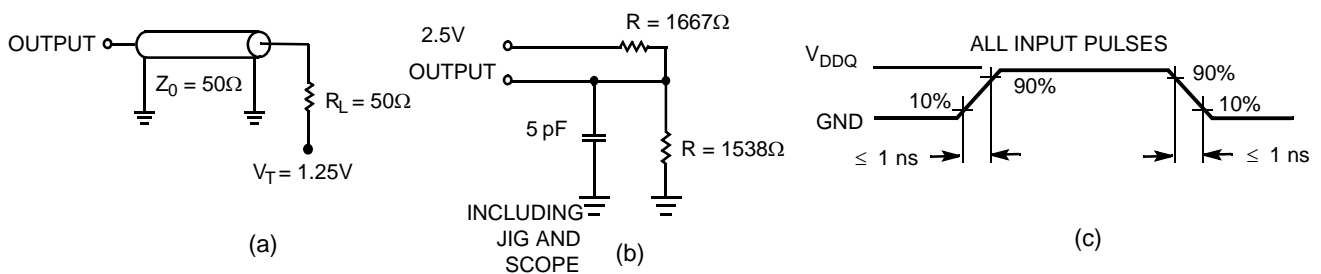 OUTPUT
Z0 = 50Ω
RL = 50Ω
VT = 1.25V
(a)
R = 1667Ω
2.5V
OUTPUT
5 pF
R = 1538Ω
INCLUDING
JIG AND
SCOPE
(b)
ALL INPUT PULSES
VDDQ
90%
90%
10%
10%
GND
≤ 1 ns
≤ 1 ns
(c)